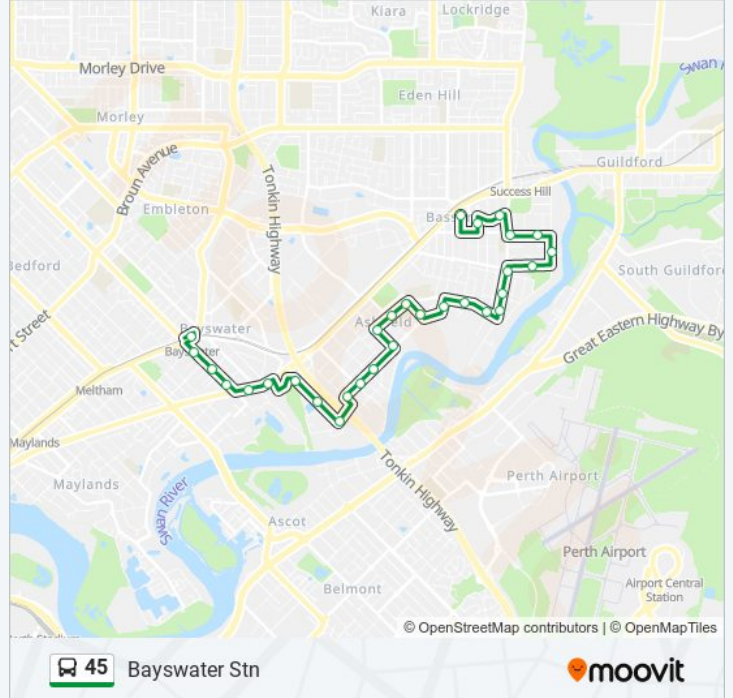 Kiara
Lockridge
Morley Drive
Swan
Eden Hill
Morley
Broun Avenue
Guildford
Tonkin Highway
Success Hill
Embleton
Bass
Bedford
South Guildford
Street
Bayswater
Ashfield
Great Eastern Highway By
Bayswater
Meltham
Maylands
Tonkin Highway
Maylands
Swan River
Perth Airport
Ascot
Perth Airport
Belmont
Airport Central
Station
© OpenStreetMap contributors | © OpenMapTiles
45 Bayswater Stn
moovit